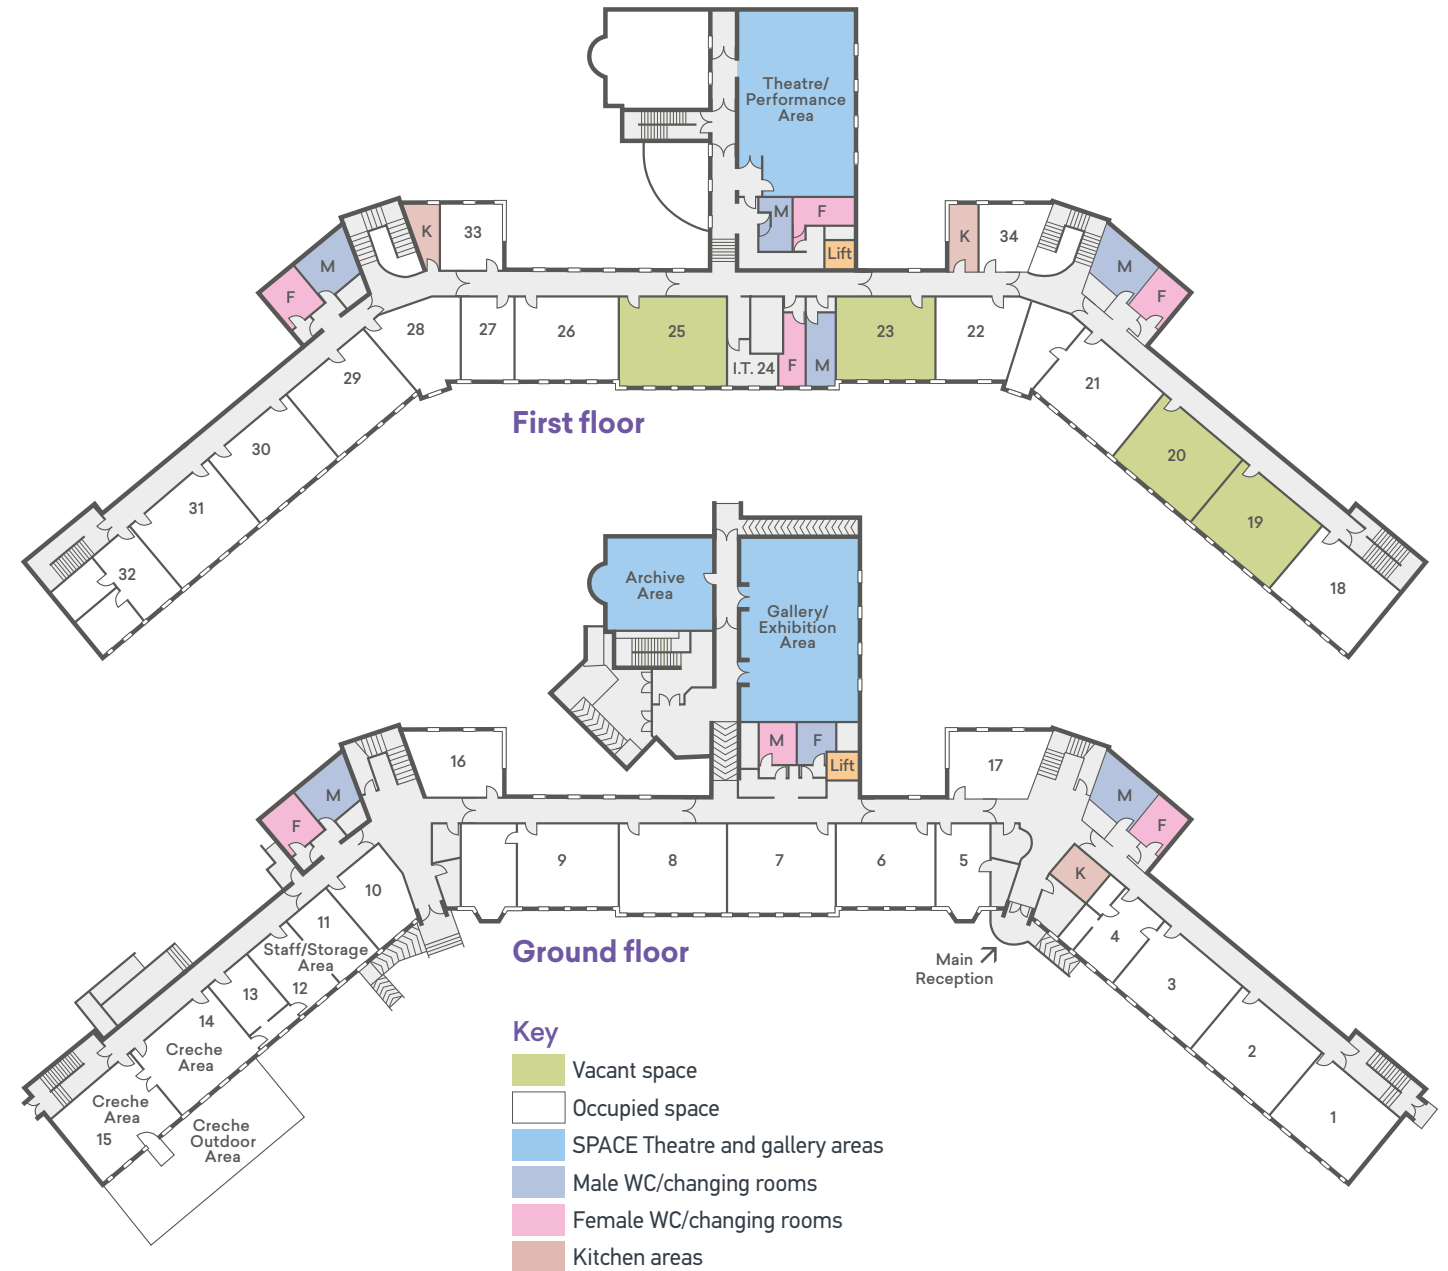 Theatre/
Performance
Area
M
F
Lift
K
33
K
34
M
F
M
F
28
27
26
25
I.T. 24
F
M
23
22
21
29
30
31
32
20
19
18
First floor
Archive
Area
Gallery/
Exhibition
Area
M
F
Lift
16
17
M
F
M
F
9
8
7
6
5
K
10
11
Staff/Storage
Area
12
13
14
Creche
Area
Creche
Area
15
Creche
Outdoor
Area
4
3
2
1
Ground floor
Main
Reception
Key
Vacant space
Occupied space
SPACE Theatre and gallery areas
Male WC/changing rooms
Female WC/changing rooms
Kitchen areas